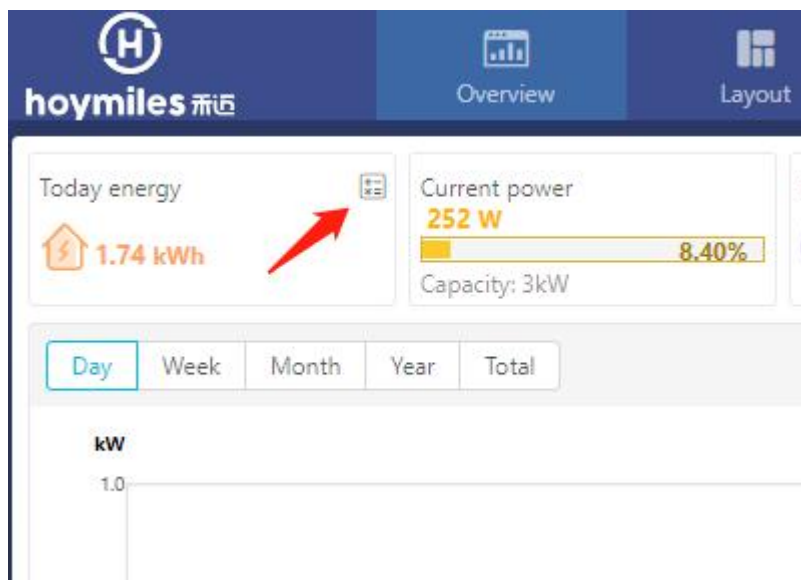 hoymiles 禾迈
Overview
Layout
Today energy
1.74 kWh
Current power
252 W
8.40%
Capacity: 3kW
Day
Week
Month
Year
Total
kW
1.0